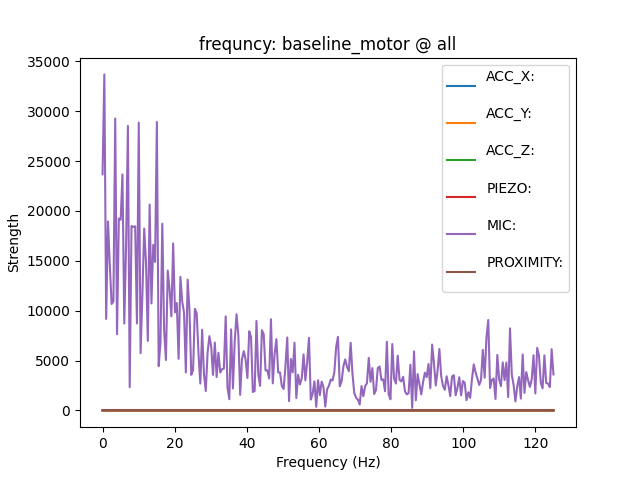 frequncy: baseline_motor @ all
35000
30000
25000
20000
15000
10000
5000
0
Strength
0 20 40 60 80 100 120
Frequency (Hz)
ACC_X:
ACC_Y:
ACC_Z:
PIEZO:
MIC:
PROXIMITY: